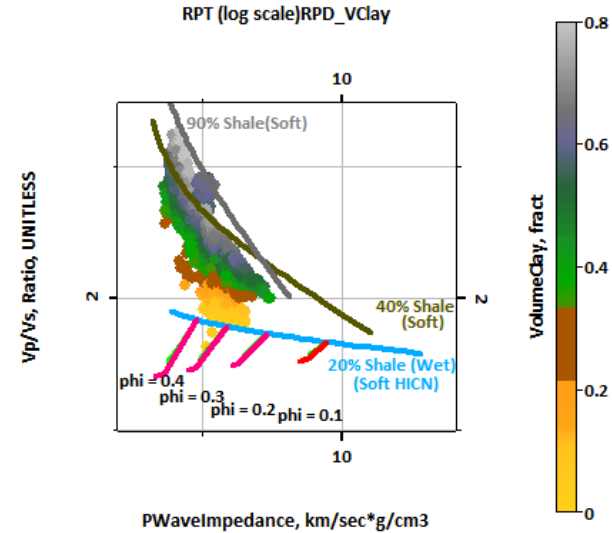 RPT (log scale)RPD_VClay
10
90% Shale(Soft)
2
2
40% Shale
(Soft)
20% Shale (Wet)
(Soft HICN)
phi = 0.4
phi = 0.3
phi = 0.2
phi = 0.1
10
Vp/Vs, Ratio, UNITLESS
PWaveImpedance, km/sec*g/cm3
VolumeClay, fract
0.8
0.6
0.4
0.2
0